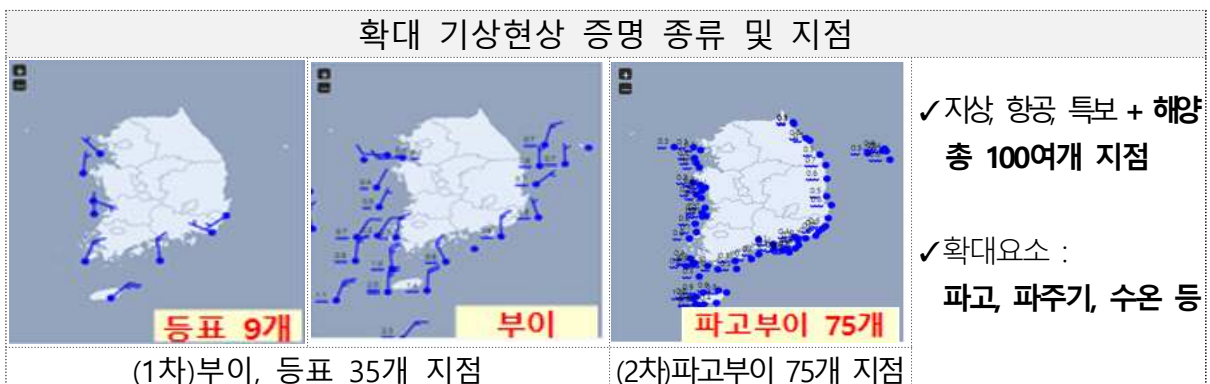 확대 기상현상 증명 종류 및 지점
등표 9개
부이
파고부이 75개
✓지상, 항공, 특보 + 해양
총 100여개 지점
✓확대요소 :
파고, 파주기, 수온 등
(1차)부이, 등표 35개 지점
(2차)파고부이 75개 지점